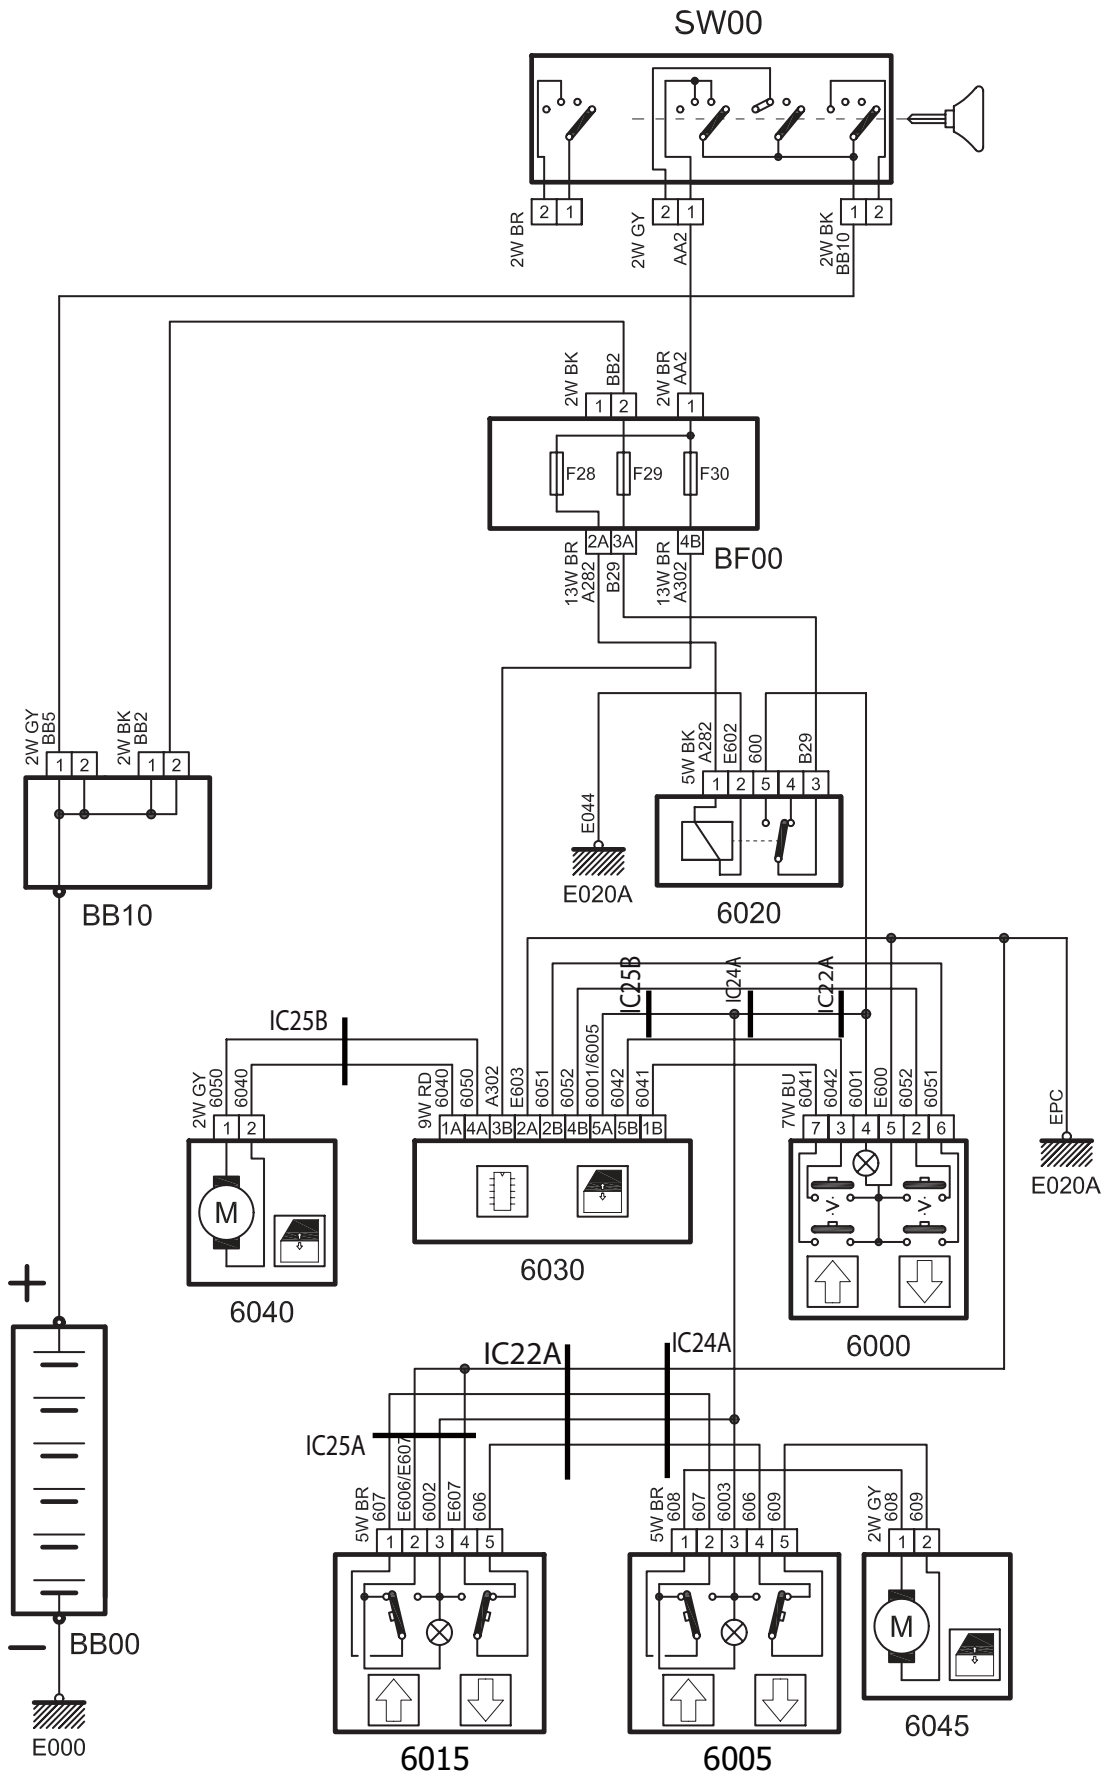 SW00
2 1
2 1
1 2
2W BR
2W GY
AA2
2W BK
BB10
2W BK
BB2
2W BR
AA2
1 2
1
F28
F29
F30
2A 3A
4B
BF00
13W BR
A282
B29
13W BR
A302
2W GY
BB5
2W BK
BB2
1 2
1 2
BB10
5W BK
A282
E602
600
B29
1 2 5 4 3
6020
E044
E020A
IC25B
IC24A
IC22A
IC25B
2W GY
6050
6040
1 2
M
6040
9W RD
6040
6050
A302
E603
6051
6052
6001/6005
6042
6041
1A 4A 3B 2A 2B 4B 5A 5B 1B
6030
7W BU
6041
6042
6001
E600
6052
6051
7 3 4 5 2 6
V V
6000
EPC
E020A
+
−
BB00
E000
IC22A
IC24A
IC25A
5W BR
607
E606/E607
6002
E607
606
1 2 3 4 5
6015
5W BR
608
607
6003
606
609
1 2 3 4 5
6005
2W GY
608
609
1 2
M
6045